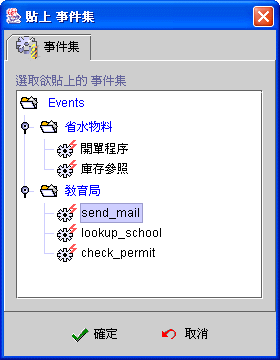 貼上 事件集
事件集
選取欲貼上的 事件集
Events
省水物料
開單程序
庫存參照
教育局
send_mail
lookup_school
check_permit
確定 取消